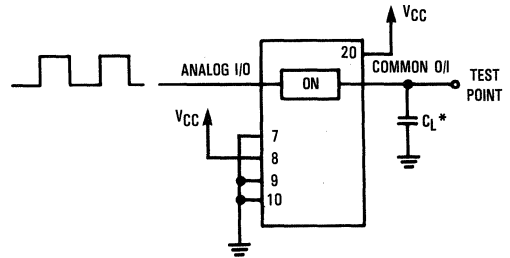 VCC
20
ANALOG I/O
ON
COMMON O/I
TEST
POINT
CL*
VCC
7
8
9
10